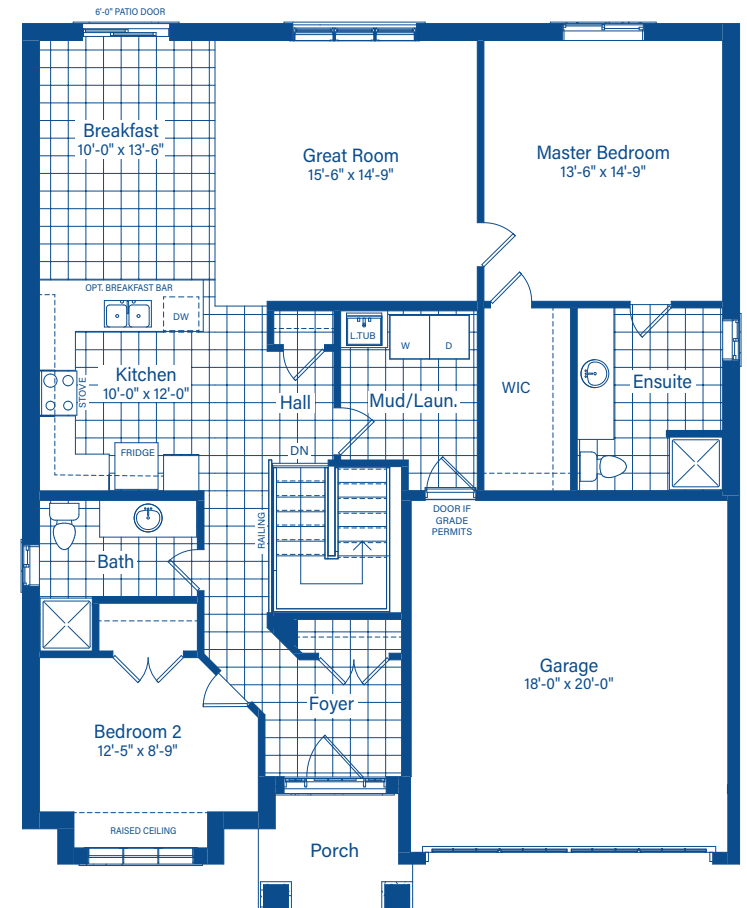 6'-0" PATIO DOOR
Breakfast
10'-0" x 13'-6"
Great Room
15'-6" x 14'-9"
Master Bedroom
13'-6" x 14'-9"
OPT. BREAKFAST BAR
DW
L.TUB
W
D
Kitchen
10'-0" x 12'-0"
STOVE
Hall
Mud/Laun.
WIC
Ensuite
FRIDGE
DN
RAILING
DOOR IF
GRADE
PERMITS
Bath
Garage
18'-0" x 20'-0"
Foyer
Bedroom 2
12'-5" x 8'-9"
RAISED CEILING
Porch